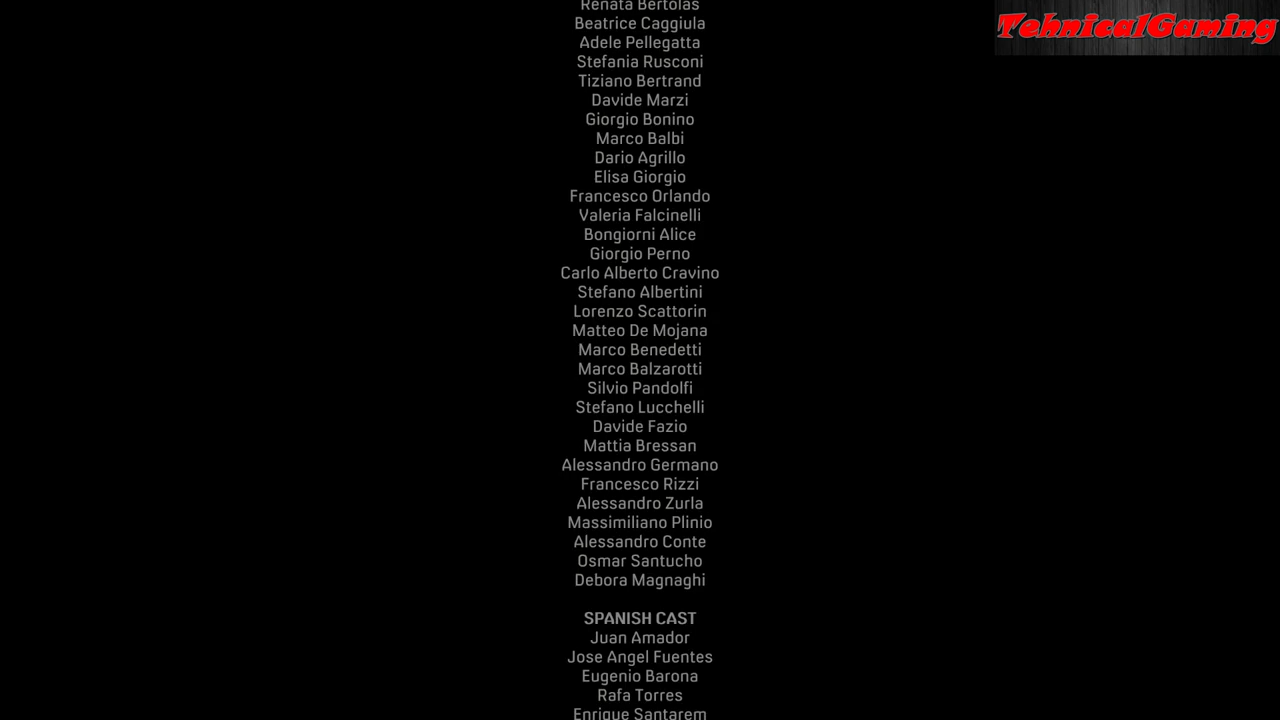 Renata Bertolas
TehnicalGaming
Beatrice Caggiula
Adele Pellegatta
Stefania Rusconi
Tiziano Bertrand
Davide Marzi
Giorgio Bonino
Marco Balbi
Dario Agrillo
Elisa Giorgio
Francesco Orlando
Valeria Falcinelli
Bongiorni Alice
Giorgio Perno
Carlo Alberto Cravino
Stefano Albertini
Lorenzo Scattorin
Matteo De Mojana
Marco Benedetti
Marco Balzarotti
Silvio Pandolfi
Stefano Lucchelli
Davide Fazio
Mattia Bressan
Alessandro Germano
Francesco Rizzi
Alessandro Zurla
Massimiliano Plinio
Alessandro Conte
Osmar Santucho
Debora Magnaghi
SPANISH CAST
Juan Amador
Jose Angel Fuentes
Eugenio Barona
Rafa Torres
Enrique Santarem